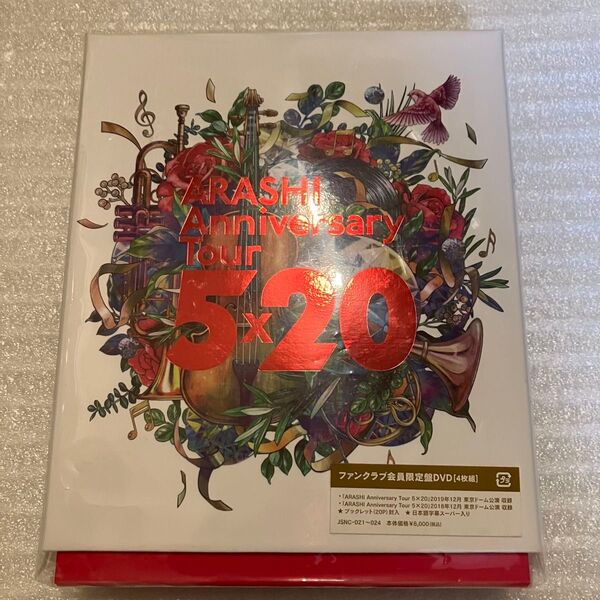 ARASHI
Anniversary
Tour
5×20
ファンクラブ会員限定盤DVD[4枚組]
・「ARASHI Anniversary Tour 5×20」2019年12月 東京ドーム公演 収録
・「ARASHI Anniversary Tour 5×20」2018年12月 東京ドーム公演 収録
★ブックレット(20P)封入 ★日本語字幕スーパー入り
JSNC-021～024 本体価格¥8,000(税込)